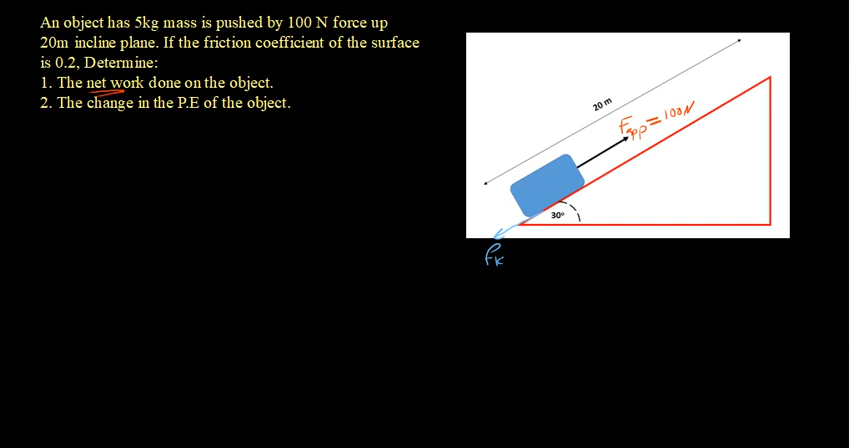 An object has 5kg mass is pushed by 100 N force up
20m incline plane. If the friction coefficient of the surface
is 0.2, Determine:
1. The net work done on the object.
2. The change in the P.E of the object.
20 m
Fapp = 100N
30°
fK